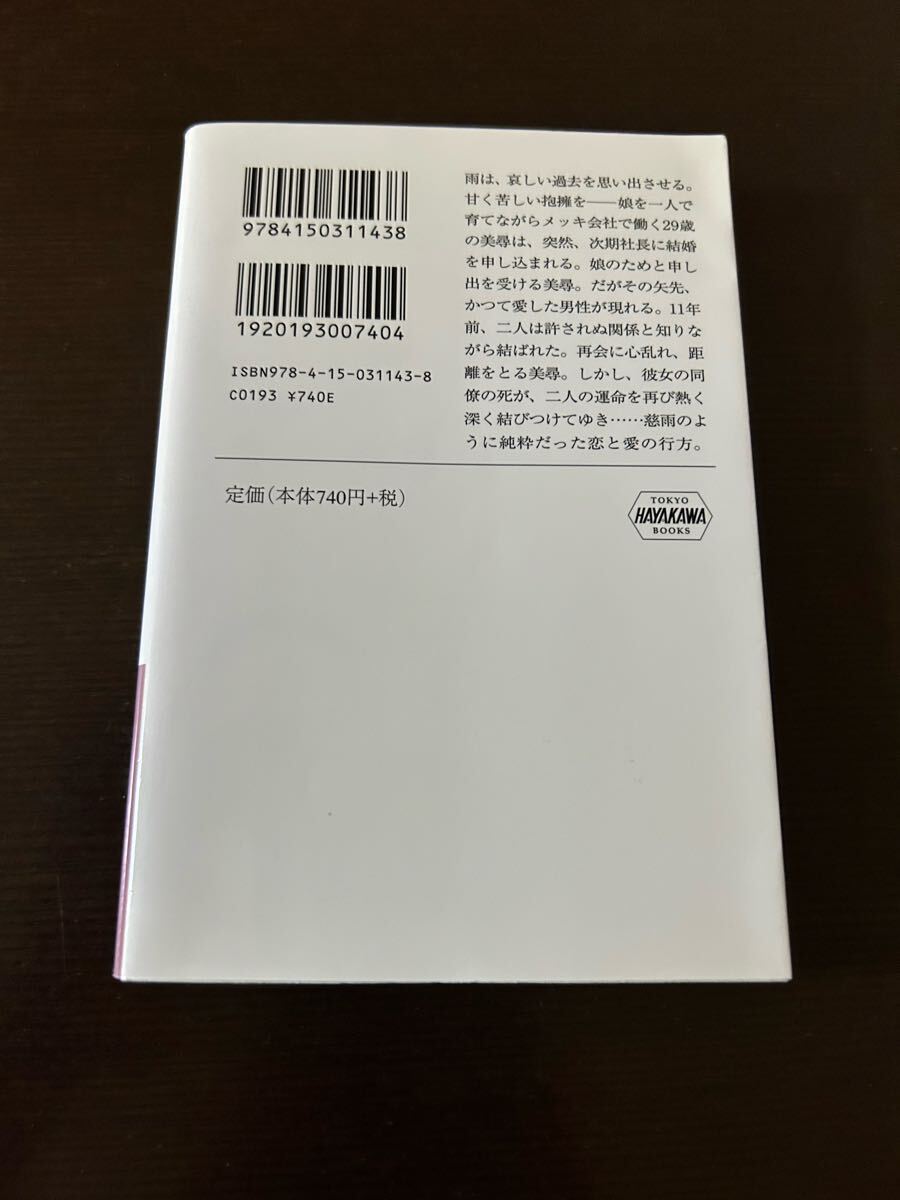 9784150311438
1920193007404
ISBN978-4-15-031143-8
C0193 ¥740E
雨は、哀しい過去を思い出させる。
甘く苦しい抱擁を――娘を一人で
育てながらメッキ会社で働く29歳
の美尋は、突然、次期社長に結婚
を申し込まれる。娘のためと申し
出を受ける美尋。だがその矢先、
かつて愛した男性が現れる。11年
前、二人は許されぬ関係と知りな
がら結ばれた。再会に心乱れ、距
離をとる美尋。しかし、彼女の同
僚の死が、二人の運命を再び熱く
深く結びつけてゆき……慈雨のよ
うに純粋だった恋と愛の行方。
定価(本体740円+税)
TOKYO
HAYAKAWA
BOOKS